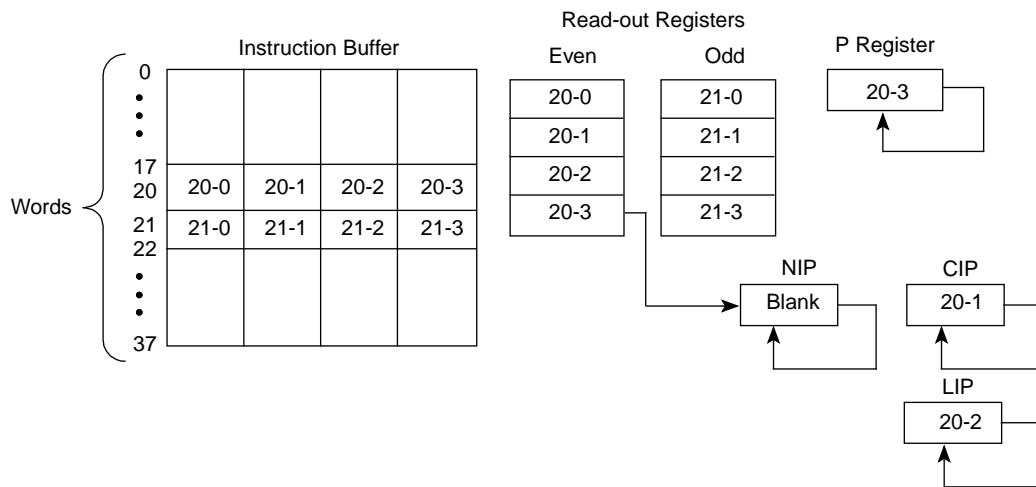 Read-out Registers
Instruction Buffer
Even
Odd
P Register
Words
0
17
20
21
22
37
20-0 20-1 20-2 20-3
21-0 21-1 21-2 21-3
20-0
20-1
20-2
20-3
21-0
21-1
21-2
21-3
20-3
NIP
Blank
CIP
20-1
LIP
20-2